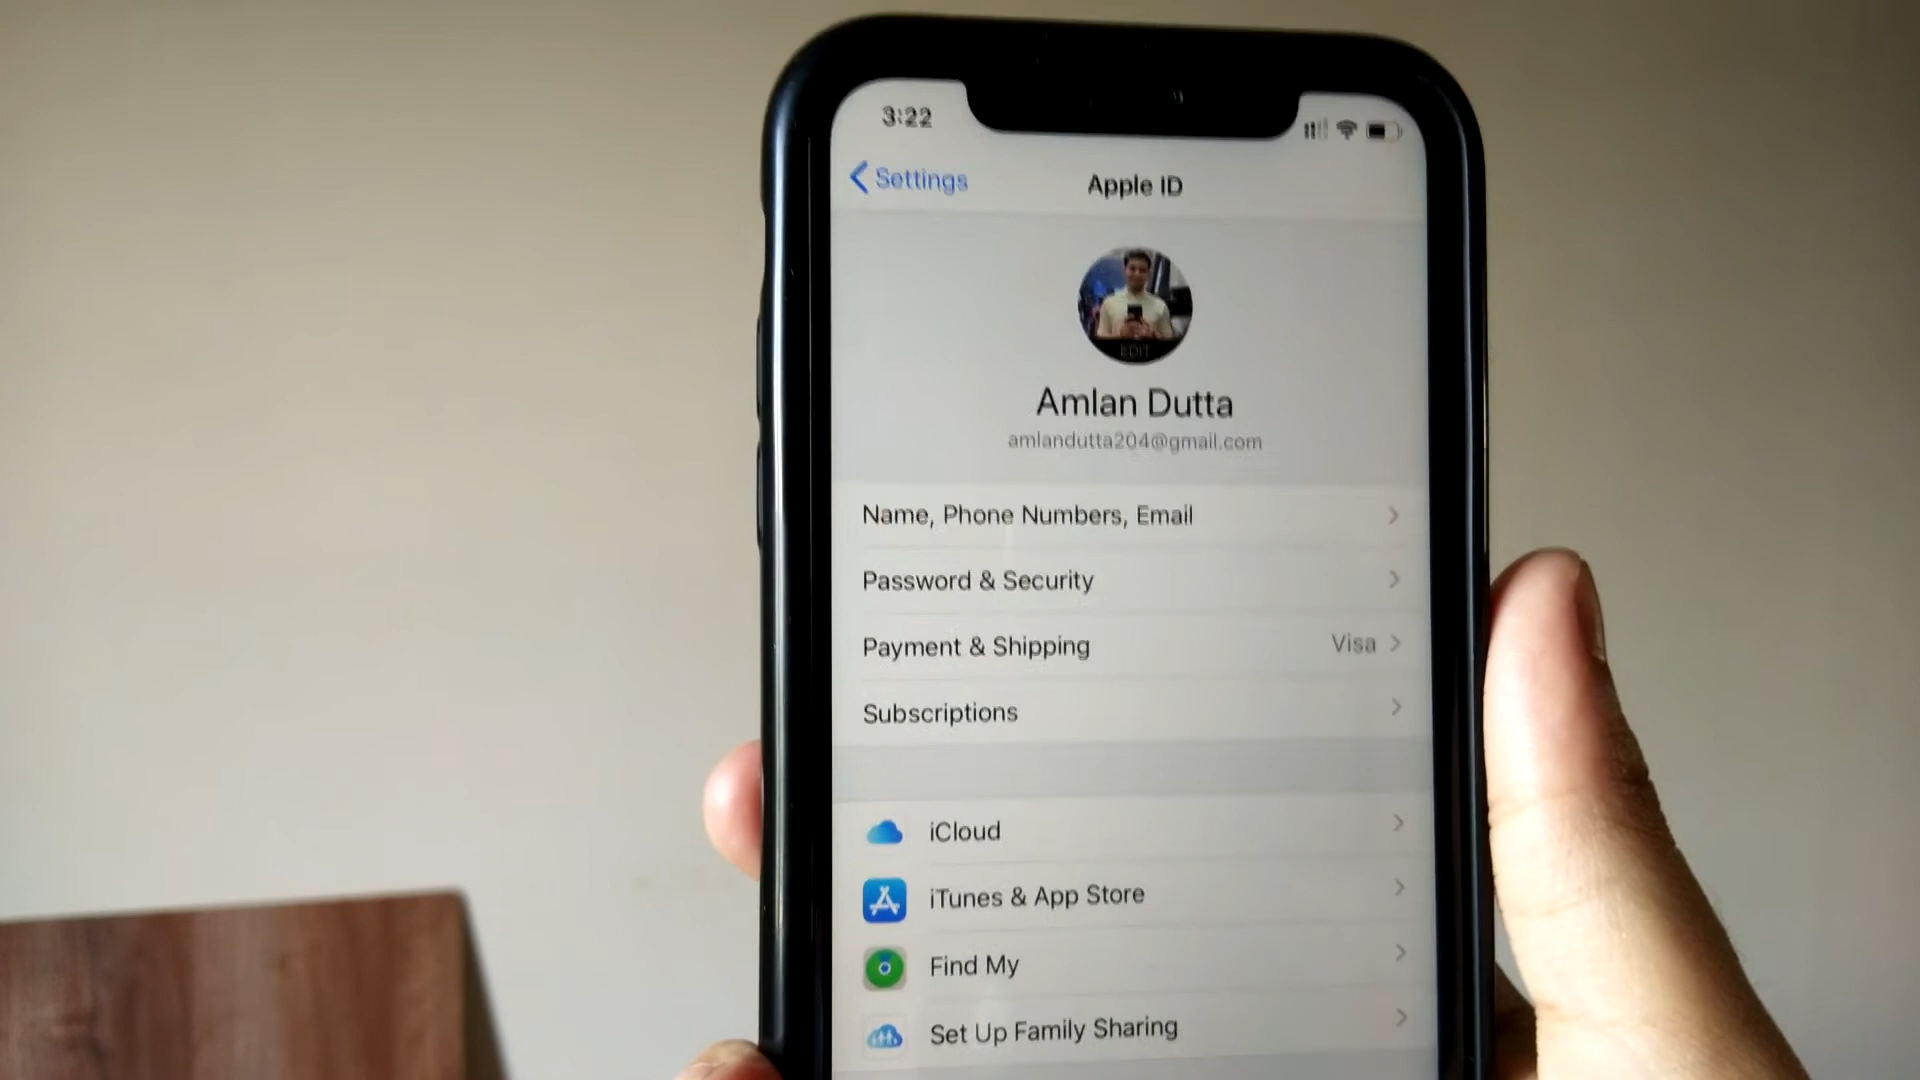 3:22
Settings
Apple ID
EDIT
Amlan Dutta
amlandutta204@gmail.com
Name, Phone Numbers, Email
Password & Security
Payment & Shipping Visa
Subscriptions
iCloud
iTunes & App Store
Find My
Set Up Family Sharing